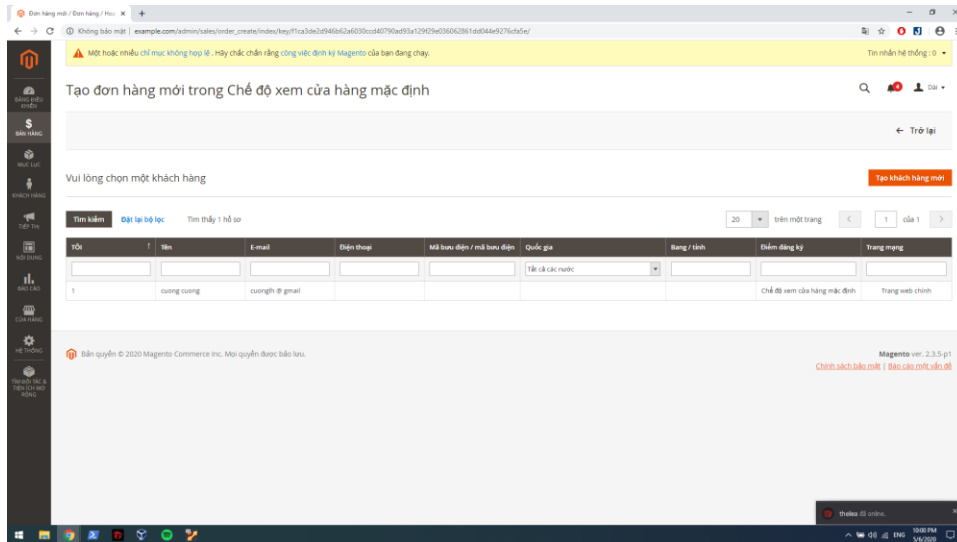 Đơn hàng mới / Đơn hàng / Hoạ
Không bảo mật | example.com/admin/sales/order_create/index/key/
Một hoặc nhiều chỉ mục không hợp lệ . Hãy chắc chắn rằng công việc định kỳ Magento của bạn đang chạy.
Tin nhắn hệ thống : 0
Tạo đơn hàng mới trong Chế độ xem cửa hàng mặc định
4
Dài
BẢNG ĐIỀU KHIỂN
$
BÁN HÀNG
← Trở lại
MỤC LỤC
Vui lòng chọn một khách hàng
Tạo khách hàng mới
KHÁCH HÀNG
TIẾP THỊ
Tìm kiếm Đặt lại bộ lọc Tìm thấy 1 hồ sơ
20 trên một trang < 1 của 1 >
NỘI DUNG
TÔI ↑ Tên E-mail Điện thoại Mã bưu điện / mã bưu điện Quốc gia Bang / tỉnh Điểm đăng ký Trang mạng
Tất cả các nước
BÁO CÁO
1 cuong cuong cuonglh @ gmail Chế độ xem cửa hàng mặc định Trang web chính
CỬA HÀNG
HỆ THỐNG
Bản quyền © 2020 Magento Commerce Inc. Mọi quyền được bảo lưu.
Magento ver. 2.3.5-p1
Chính sách bảo mật | Báo cáo một vấn đề
TÌM ĐỐI TÁC &
TIỆN ÍCH MỞ
RỘNG
thelea đã online.
ENG
10:00 PM
5/6/2020